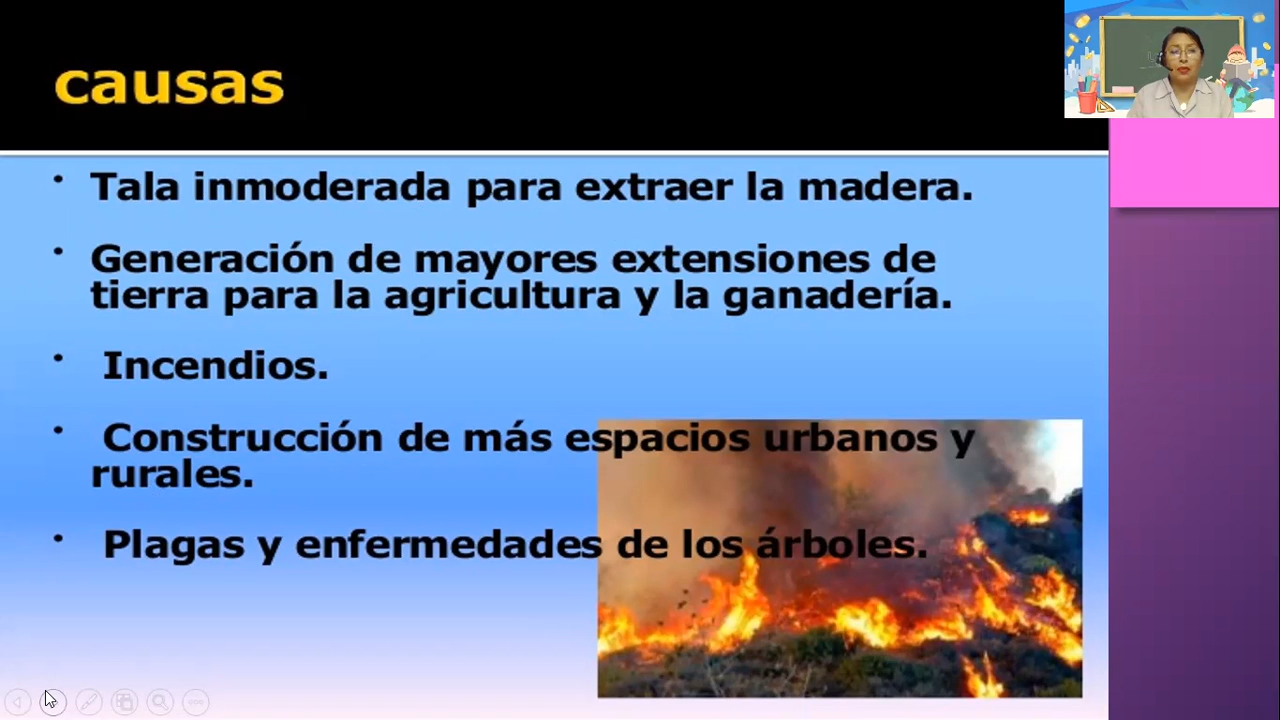 causas
• Tala inmoderada para extraer la madera.
• Generación de mayores extensiones de
tierra para la agricultura y la ganadería.
• Incendios.
• Construcción de más espacios urbanos y
rurales.
• Plagas y enfermedades de los árboles.